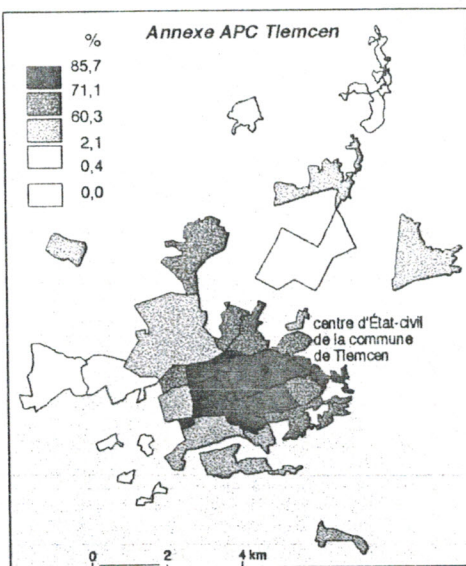 Annexe APC Tlemcen
%
85,7
71,1
60,3
2,1
0,4
0,0
centre d'État-civil
de la commune
de Tlemcen
0 2 4 km